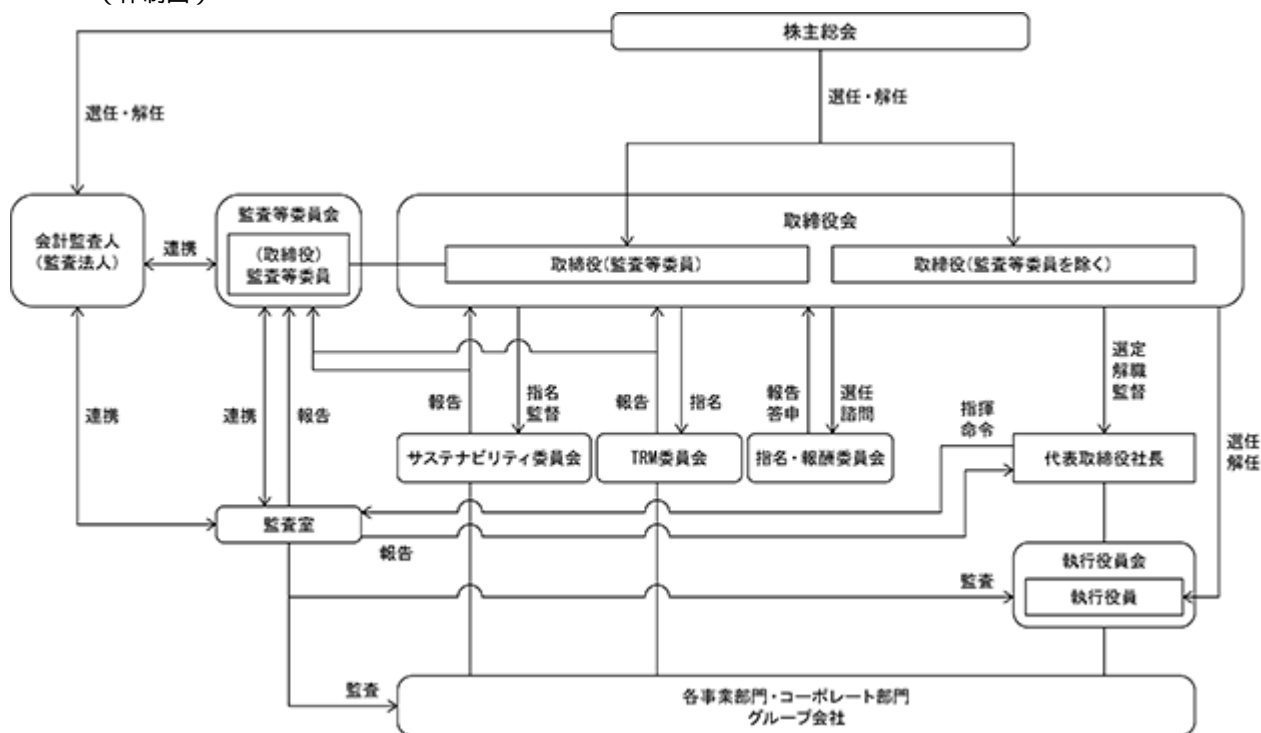 株主総会
選任・解任
選任・解任
会計監査人
(監査法人)
連携
監査等委員会
(取締役)
監査等委員
取締役会
取締役(監査等委員)
取締役(監査等委員を除く)
連携
連携
報告
報告
指名
監督
報告
指名
報告
答申
選任
諮問
指揮
命令
選定
解職
監督
選任
解任
サステナビリティ委員会
TRM委員会
指名・報酬委員会
代表取締役社長
監査室
報告
執行役員会
執行役員
監査
監査
各事業部門・コーポレート部門
グループ会社